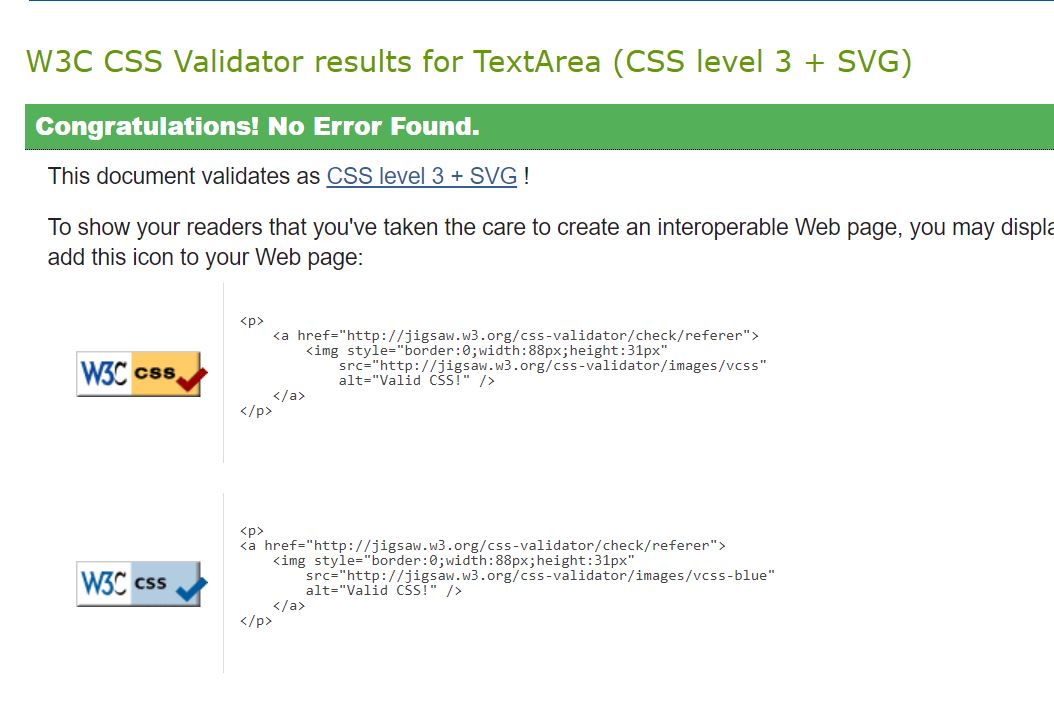 W3C CSS Validator results for TextArea (CSS level 3 + SVG)
Congratulations! No Error Found.
This document validates as CSS level 3 + SVG !
To show your readers that you've taken the care to create an interoperable Web page, you may displa
add this icon to your Web page:
W3C css
<p>
    <a href="http://jigsaw.w3.org/css-validator/check/referer">
        <img style="border:0;width:88px;height:31px"
            src="http://jigsaw.w3.org/css-validator/images/vcss"
            alt="Valid CSS!" />
    </a>
</p>
W3C css
<p>
<a href="http://jigsaw.w3.org/css-validator/check/referer">
    <img style="border:0;width:88px;height:31px"
        src="http://jigsaw.w3.org/css-validator/images/vcss-blue"
        alt="Valid CSS!" />
    </a>
</p>